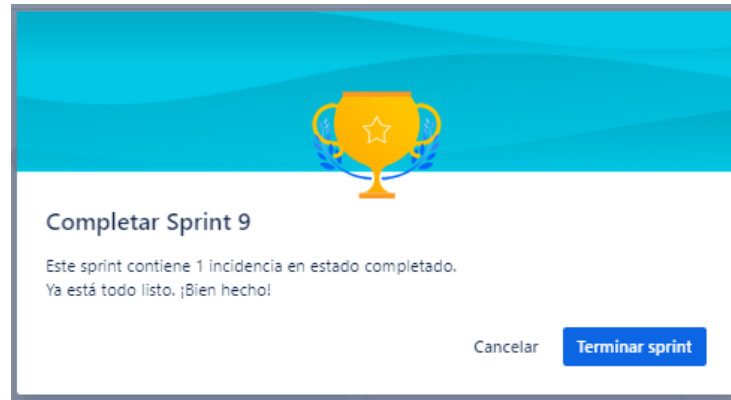 Completar Sprint 9
Este sprint contiene 1 incidencia en estado completado.
Ya está todo listo. ¡Bien hecho!
Cancelar Terminar sprint